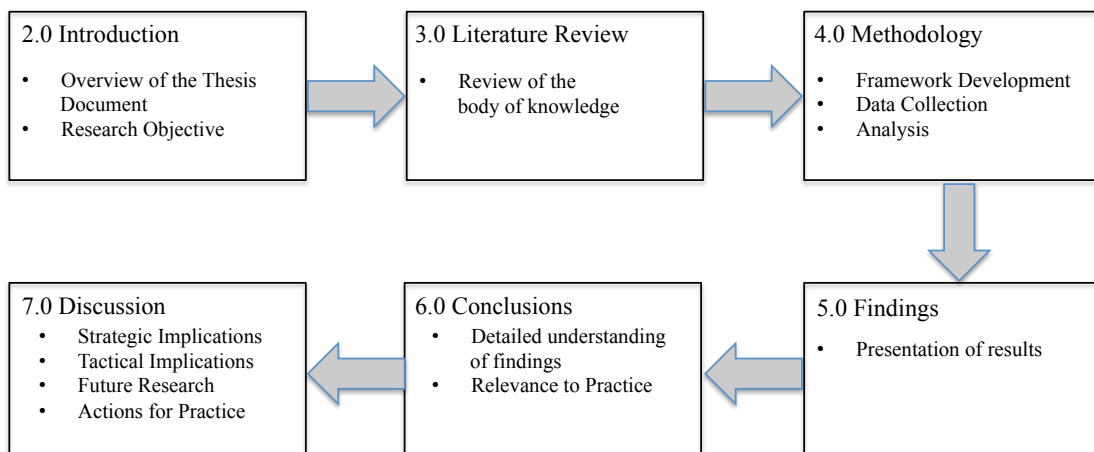 2.0 Introduction
• Overview of the Thesis
Document
• Research Objective
3.0 Literature Review
• Review of the
body of knowledge
4.0 Methodology
• Framework Development
• Data Collection
• Analysis
5.0 Findings
• Presentation of results
6.0 Conclusions
• Detailed understanding
of findings
• Relevance to Practice
7.0 Discussion
• Strategic Implications
• Tactical Implications
• Future Research
• Actions for Practice